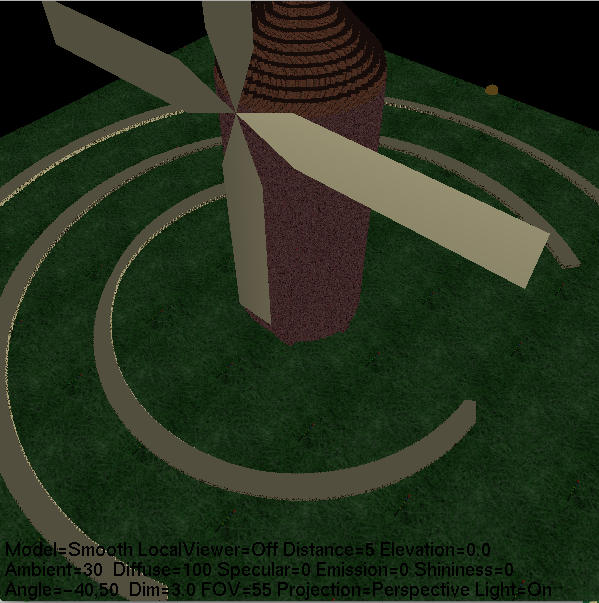 Model=Smooth LocalViewer=Off Distance=5 Elevation=0.0
Ambient=30  Diffuse=100 Specular=0 Emission=0 Shininess=0
Angle=-40,50  Dim=3.0 FOV=55 Projection=Perspective Light=On